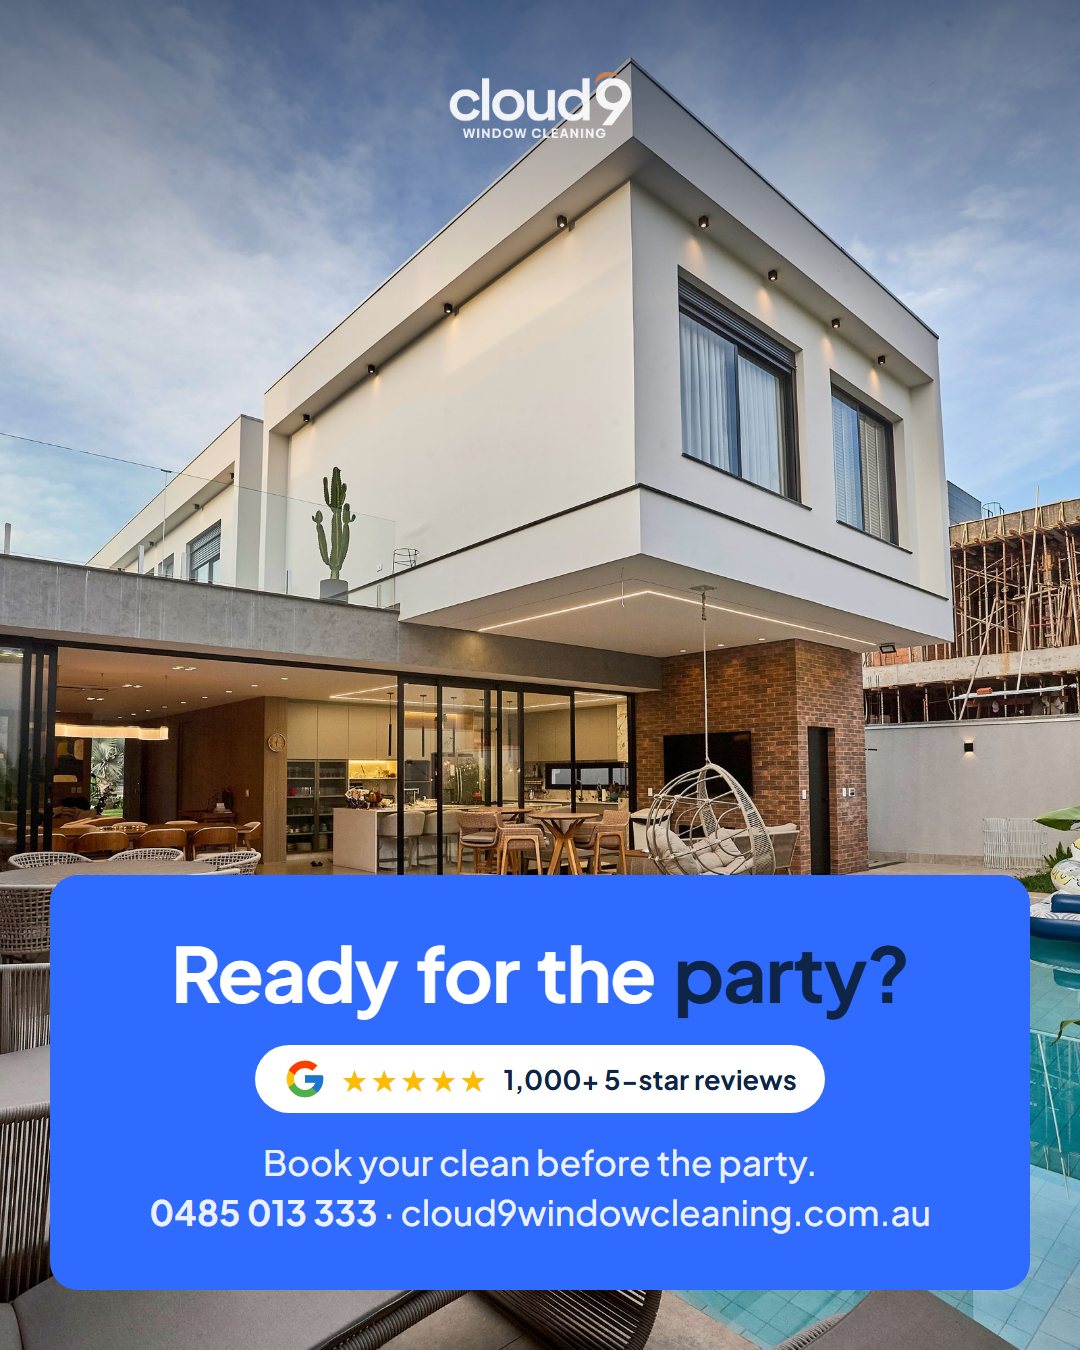 cloud9
WINDOW CLEANING
Ready for the party?
1,000+ 5-star reviews
Book your clean before the party.
0485 013 333 · cloud9windowcleaning.com.au